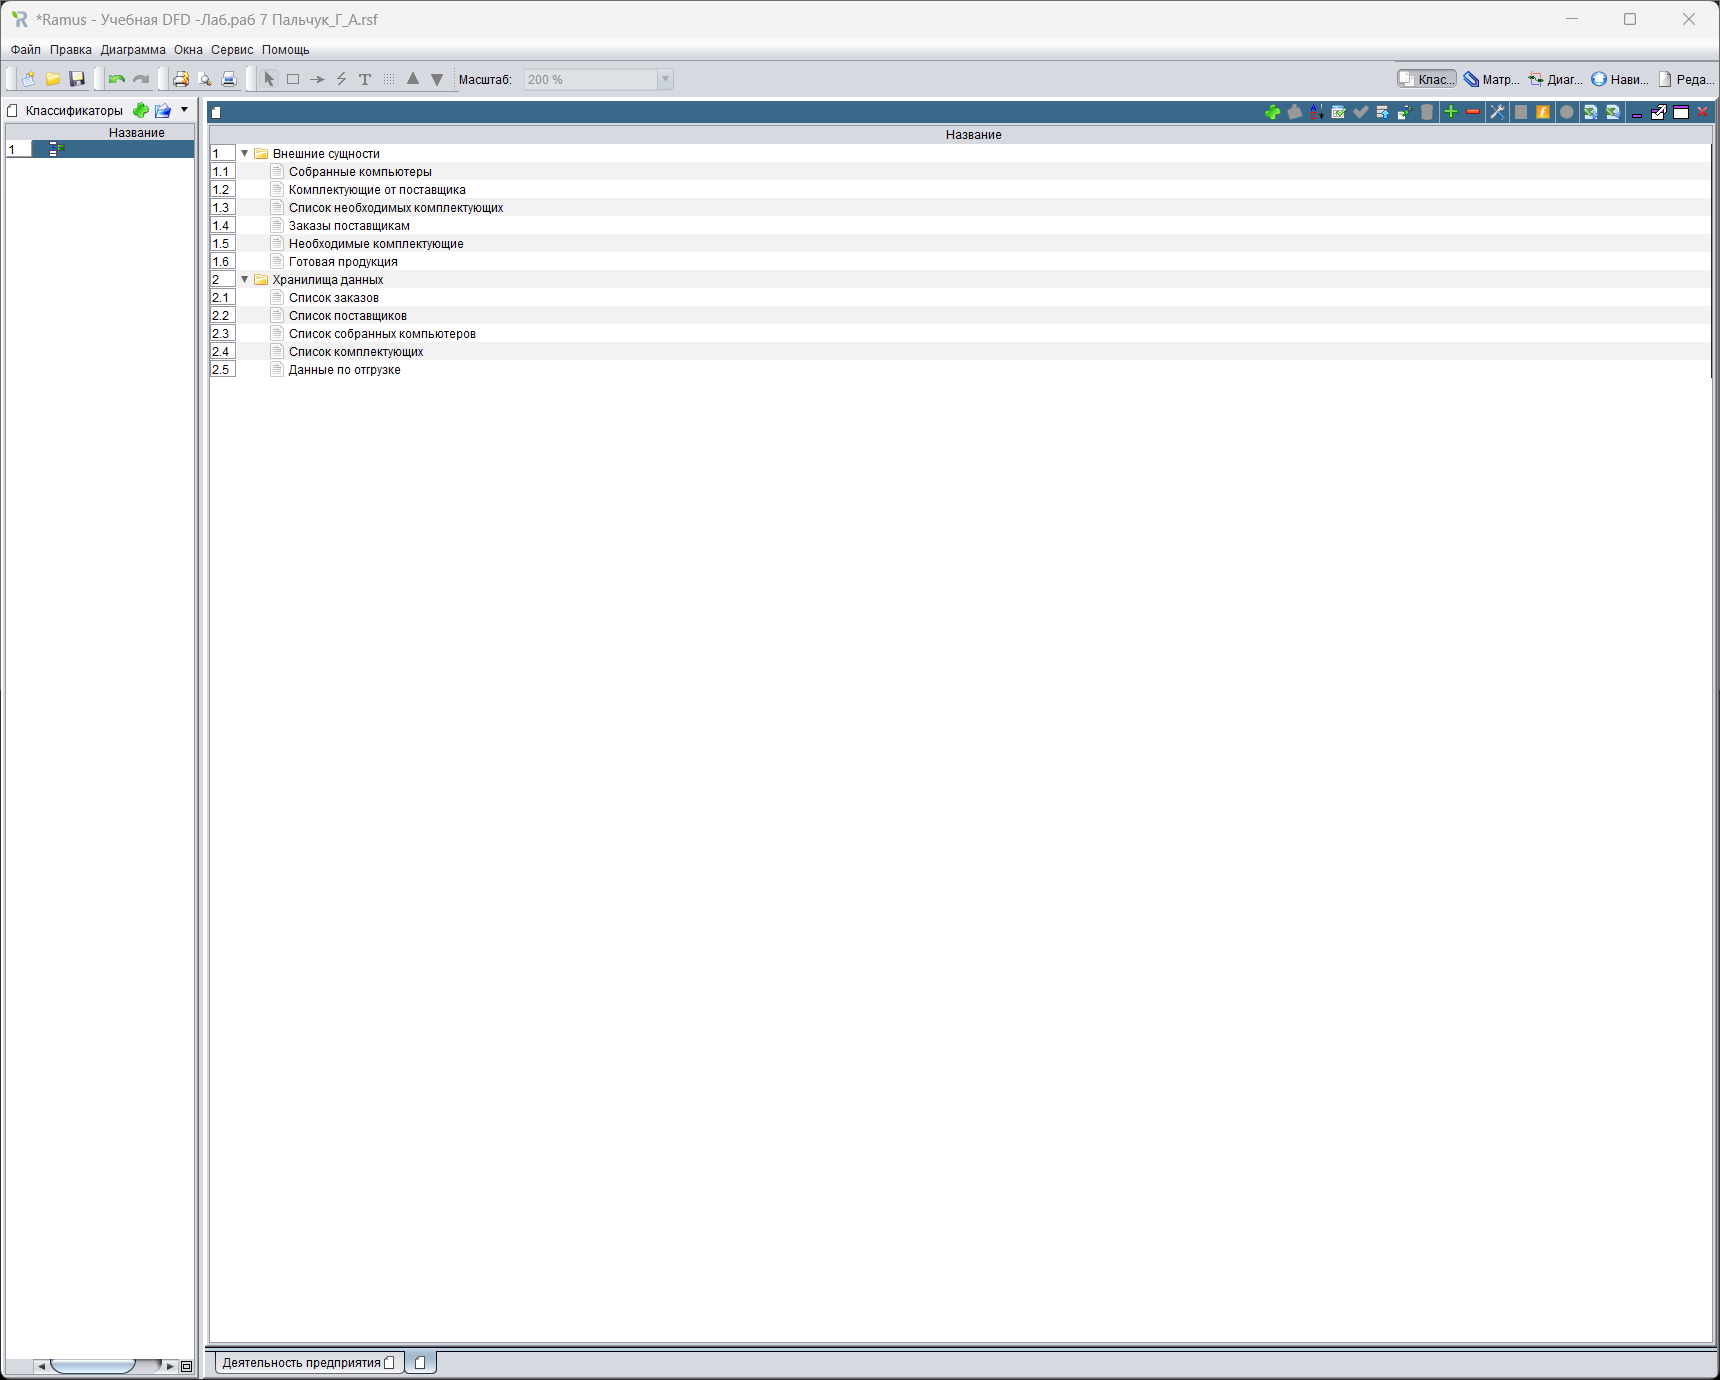 *Ramus - Учебная DFD -Лаб.раб 7 Пальчук_Г_А.rsf
Файл Правка Диаграмма Окна Сервис Помощь
Масштаб: 200 % Клас... Матр... Диаг... Нави... Реда...
Классификаторы
Название
1
Название
1 Внешние сущности
1.1 Собранные компьютеры
1.2 Комплектующие от поставщика
1.3 Список необходимых комплектующих
1.4 Заказы поставщикам
1.5 Необходимые комплектующие
1.6 Готовая продукция
2 Хранилища данных
2.1 Список заказов
2.2 Список поставщиков
2.3 Список собранных компьютеров
2.4 Список комплектующих
2.5 Данные по отгрузке
Деятельность предприятия